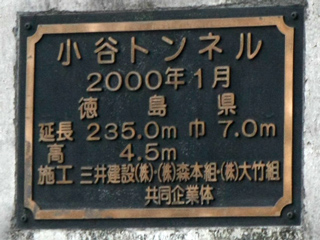 小谷トンネル
2000年1月
徳島県
延長 235.0m 巾 7.0m
高 4.5m
施工 三井建設(株)・(株)森本組・(株)大竹組
共同企業体